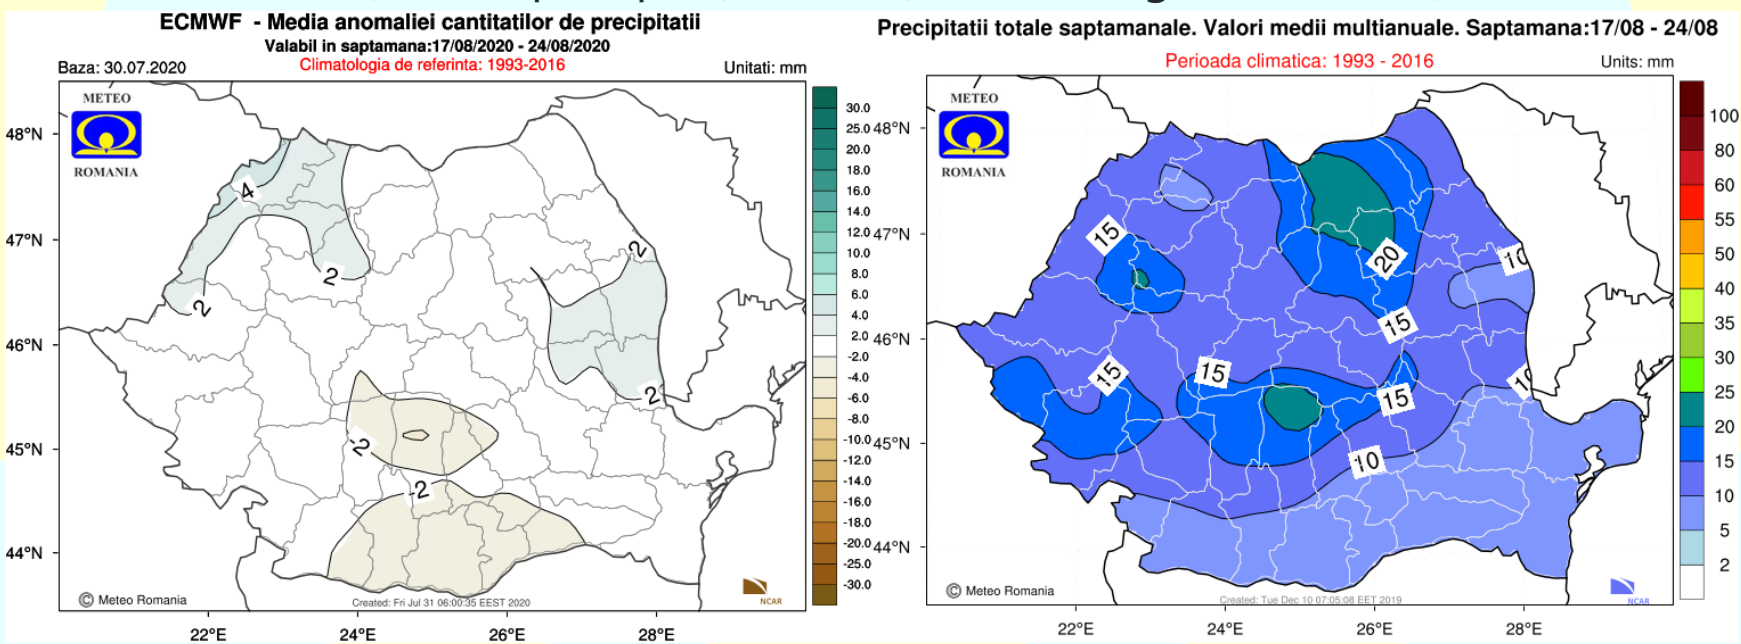 ECMWF - Media anomaliei cantitatilor de precipitatii
Valabil in saptamana:17/08/2020 - 24/08/2020
Baza: 30.07.2020
Climatologia de referinta: 1993-2016
Unitati: mm
METEO
ROMANIA
48°N
47°N
46°N
45°N
44°N
4
2
2
2
2
-2
-2
30.0
25.0
20.0
18.0
16.0
14.0
12.0
10.0
8.0
6.0
4.0
2.0
-2.0
-4.0
-6.0
-8.0
-10.0
-12.0
-14.0
-16.0
-18.0
-20.0
-25.0
-30.0
© Meteo Romania
Created: Fri Jul 31 06:00:35 EEST 2020
NCAR
22°E
24°E
26°E
28°E
Precipitatii totale saptamanale. Valori medii multianuale. Saptamana:17/08 - 24/08
Perioada climatica: 1993 - 2016
Units: mm
METEO
ROMANIA
48°N
47°N
46°N
45°N
44°N
15
20
10
15
15
15
15
10
10
100
80
60
55
50
40
35
30
25
20
15
10
5
2
© Meteo Romania
Created: Tue Dec 10 07:05:08 EET 2019
NCAR
22°E
24°E
26°E
28°E